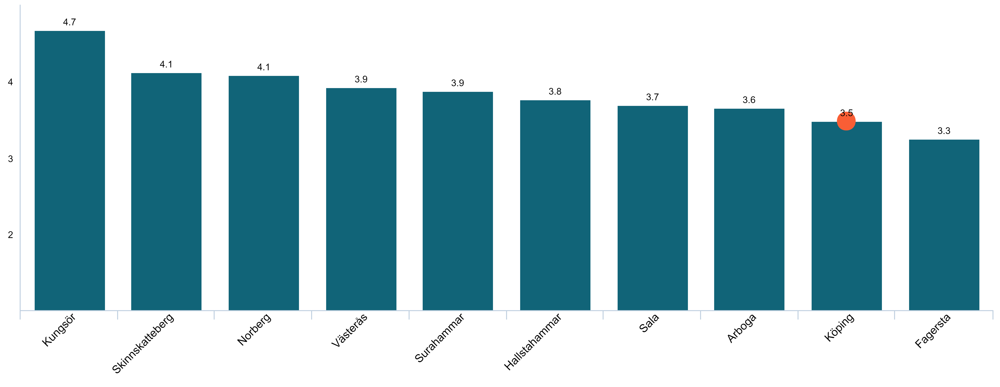 4.7
4.1
4.1
3.9
3.9
3.8
3.7
3.6
3.5
3.3
4
3
2
Kungsör
Skinnskatteberg
Norberg
Västerås
Surahammar
Hallstahammar
Sala
Arboga
Köping
Fagersta